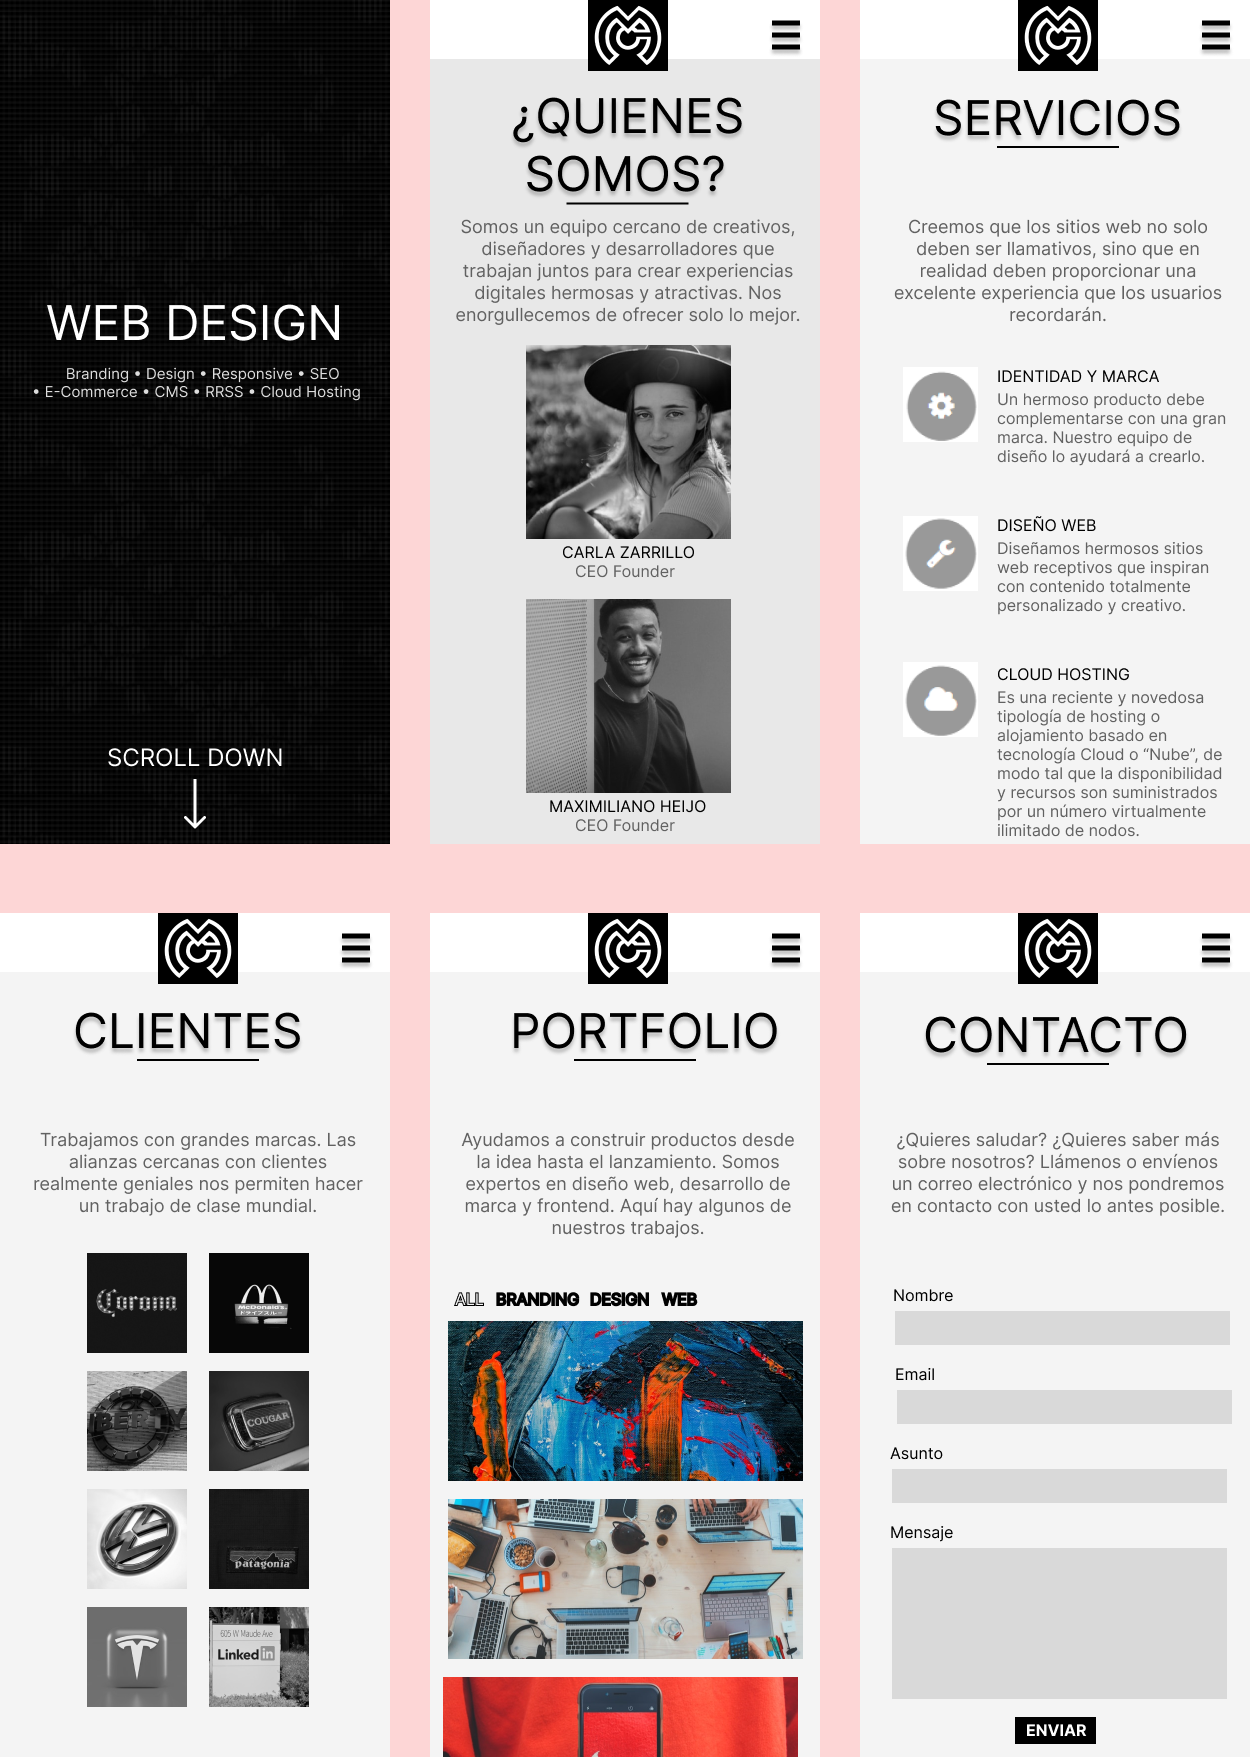 WEB DESIGN
Branding • Design • Responsive • SEO
• E-Commerce • CMS • RRSS • Cloud Hosting
SCROLL DOWN
¿QUIENES
SOMOS?
Somos un equipo cercano de creativos,
diseñadores y desarrolladores que
trabajan juntos para crear experiencias
digitales hermosas y atractivas. Nos
enorgullecemos de ofrecer solo lo mejor.
CARLA ZARRILLO
CEO Founder
MAXIMILIANO HEIJO
CEO Founder
SERVICIOS
Creemos que los sitios web no solo
deben ser llamativos, sino que en
realidad deben proporcionar una
excelente experiencia que los usuarios
recordarán.
IDENTIDAD Y MARCA
Un hermoso producto debe
complementarse con una gran
marca. Nuestro equipo de
diseño lo ayudará a crearlo.
DISEÑO WEB
Diseñamos hermosos sitios
web receptivos que inspiran
con contenido totalmente
personalizado y creativo.
CLOUD HOSTING
Es una reciente y novedosa
tipología de hosting o
alojamiento basado en
tecnología Cloud o “Nube”, de
modo tal que la disponibilidad
y recursos son suministrados
por un número virtualmente
ilimitado de nodos.
CLIENTES
Trabajamos con grandes marcas. Las
alianzas cercanas con clientes
realmente geniales nos permiten hacer
un trabajo de clase mundial.
Corona
McDonald's.
ドライブスルー
BERTY
COUGAR
patagonia
605 W Maude Ave
Linked in
PORTFOLIO
Ayudamos a construir productos desde
la idea hasta el lanzamiento. Somos
expertos en diseño web, desarrollo de
marca y frontend. Aquí hay algunos de
nuestros trabajos.
ALL BRANDING DESIGN WEB
CONTACTO
¿Quieres saludar? ¿Quieres saber más
sobre nosotros? Llámenos o envíenos
un correo electrónico y nos pondremos
en contacto con usted lo antes posible.
Nombre
Email
Asunto
Mensaje
ENVIAR